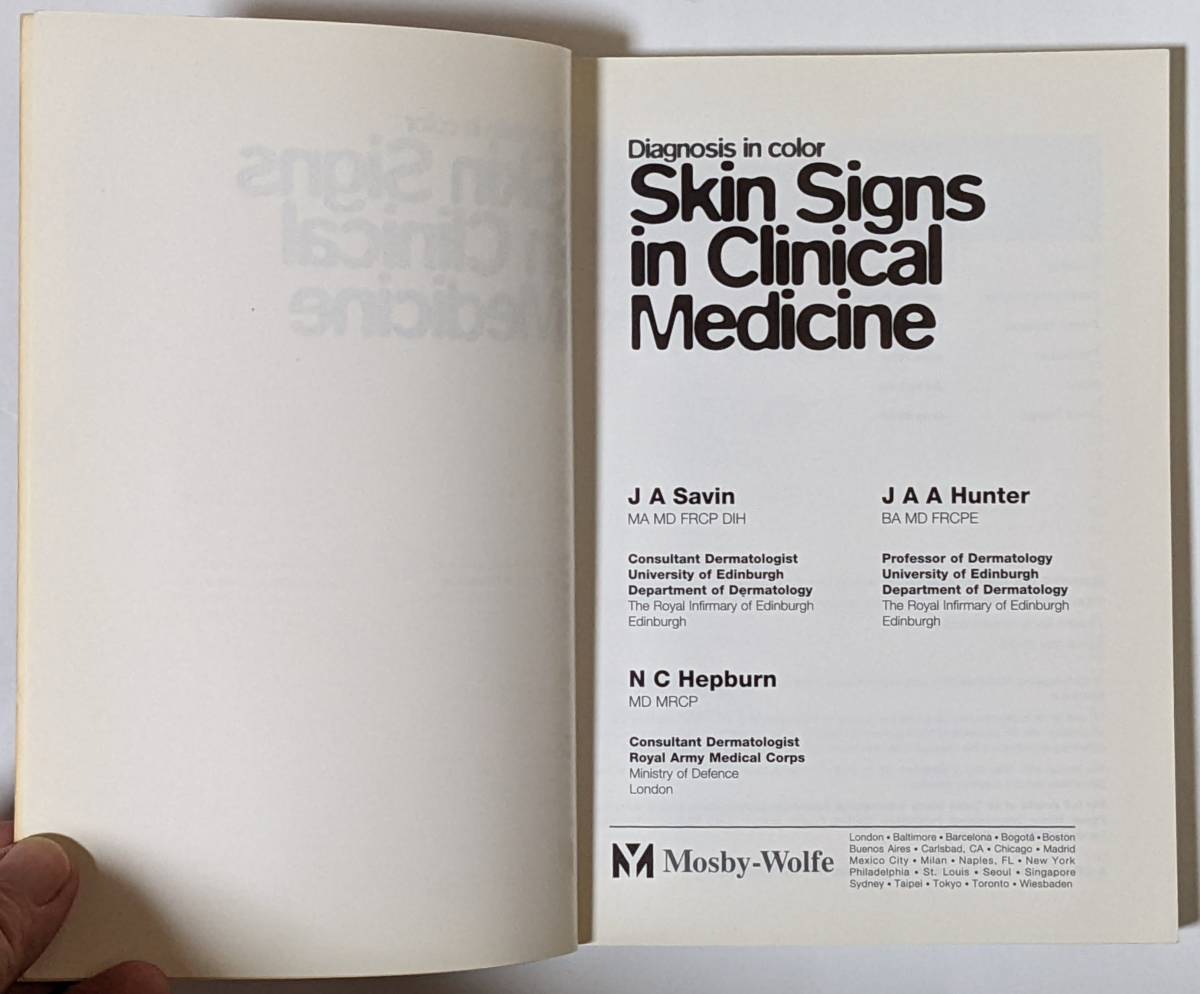 Diagnosis in color
Skin Signs
in Clinical
Medicine
J A Savin
MA MD FRCP DIH
Consultant Dermatologist
University of Edinburgh
Department of Dermatology
The Royal Infirmary of Edinburgh
Edinburgh
J A A Hunter
BA MD FRCPE
Professor of Dermatology
University of Edinburgh
Department of Dermatology
The Royal Infirmary of Edinburgh
Edinburgh
N C Hepburn
MD MRCP
Consultant Dermatologist
Royal Army Medical Corps
Ministry of Defence
London
Mosby-Wolfe
London • Baltimore • Barcelona • Bogotá • Boston
Buenos Aires • Carlsbad, CA • Chicago • Madrid
Mexico City • Milan • Naples, FL • New York
Philadelphia • St. Louis • Seoul • Singapore
Sydney • Taipei • Tokyo • Toronto • Wiesbaden